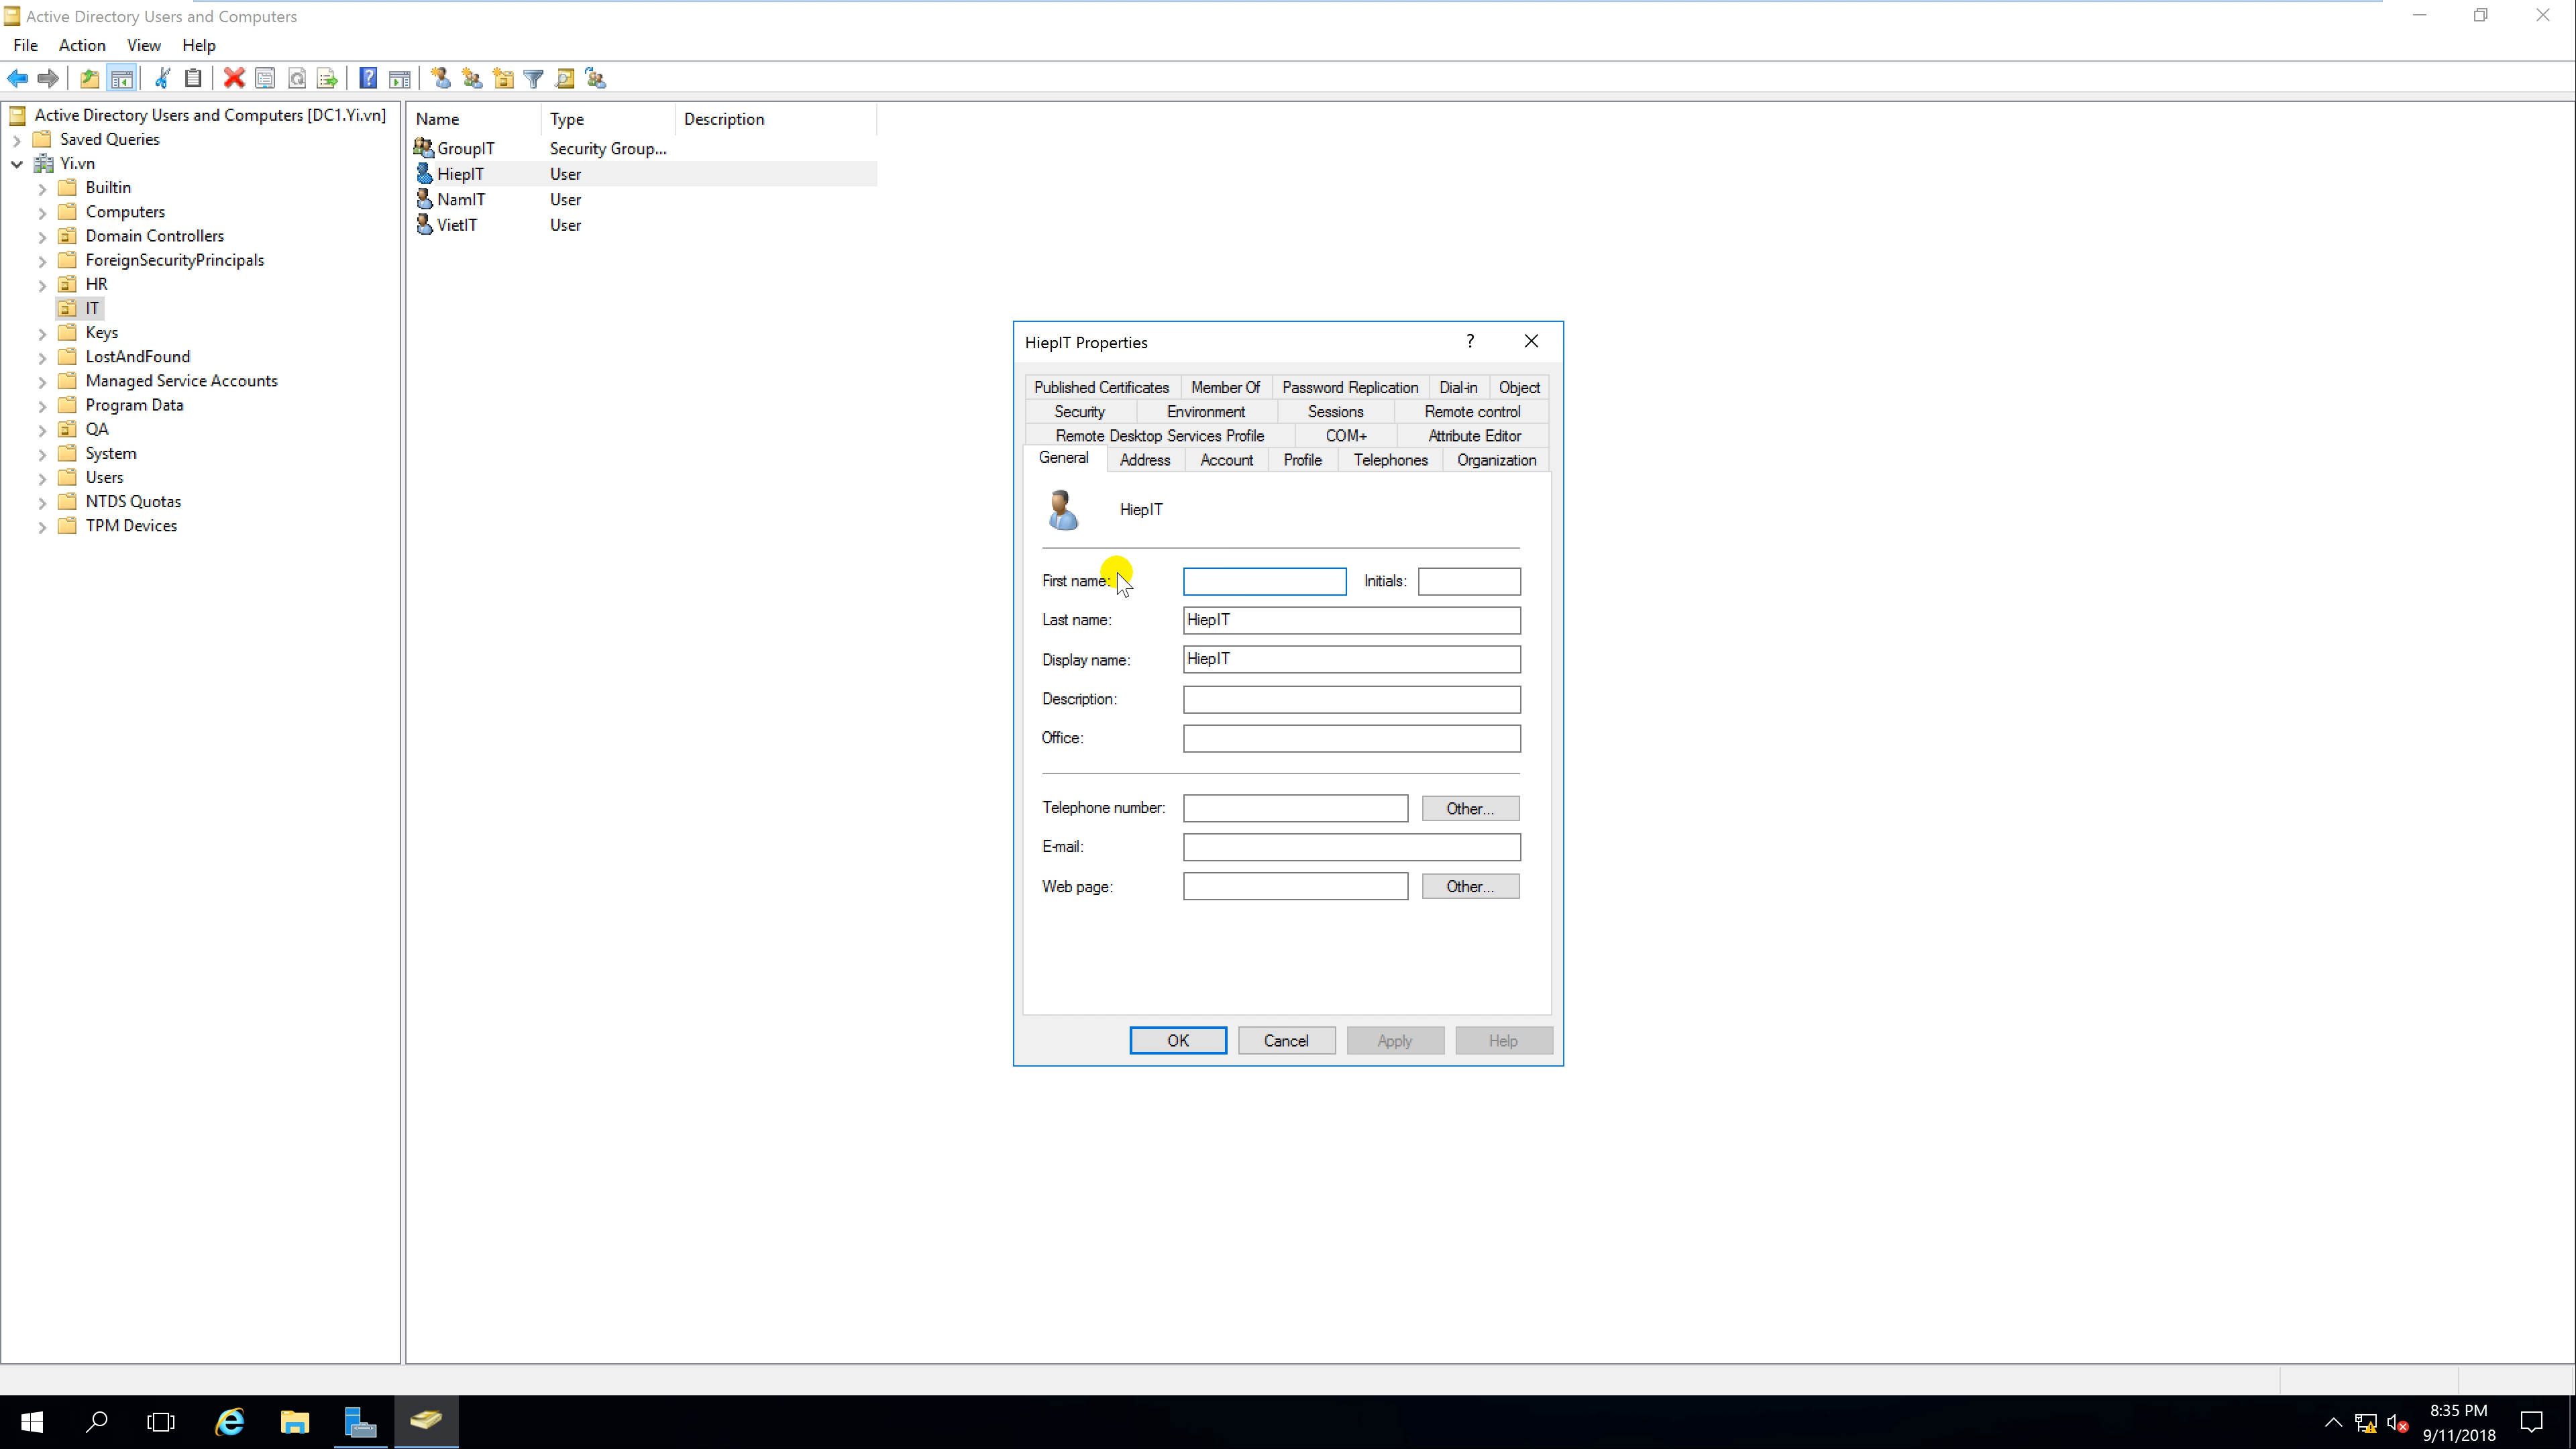 Active Directory Users and Computers
File Action View Help
Active Directory Users and Computers [DC1.Yi.vn]
Saved Queries
Yi.vn
Builtin
Computers
Domain Controllers
ForeignSecurityPrincipals
HR
IT
Keys
LostAndFound
Managed Service Accounts
Program Data
QA
System
Users
NTDS Quotas
TPM Devices
Name Type Description
GroupIT Security Group...
HiepIT User
NamIT User
VietIT User
HiepIT Properties ?
Published Certificates Member Of Password Replication Dial-in Object
Security Environment Sessions Remote control
Remote Desktop Services Profile COM+ Attribute Editor
General Address Account Profile Telephones Organization
HiepIT
First name: Initials:
Last name: HiepIT
Display name: HiepIT
Description:
Office:
Telephone number: Other...
E-mail:
Web page: Other...
OK Cancel Apply Help
8:35 PM
9/11/2018